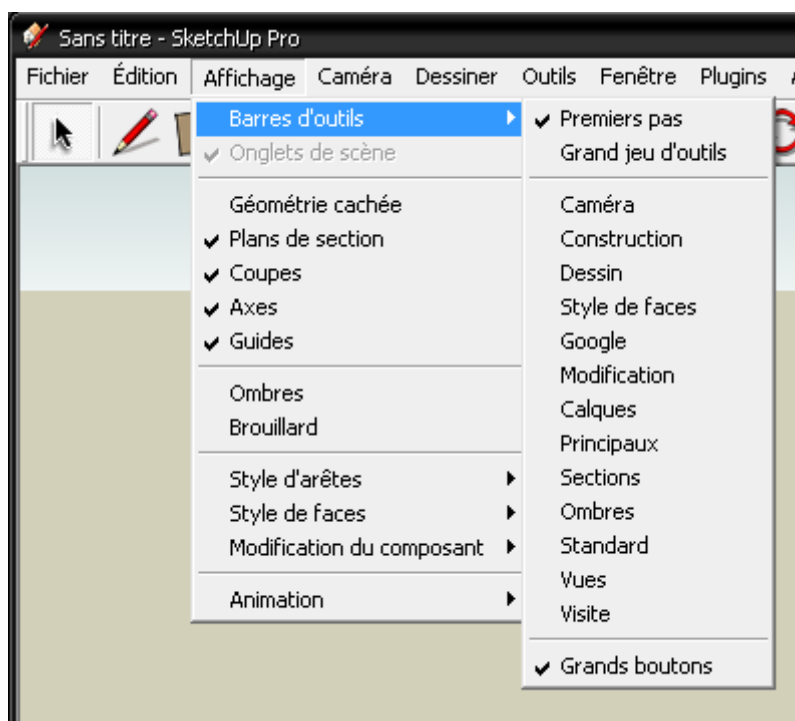 Sans titre - SketchUp Pro
Fichier Édition Affichage Caméra Dessiner Outils Fenêtre Plugins
Barres d'outils
Onglets de scène
Géométrie cachée
Plans de section
Coupes
Axes
Guides
Ombres
Brouillard
Style d'arêtes
Style de faces
Modification du composant
Animation
Premiers pas
Grand jeu d'outils
Caméra
Construction
Dessin
Style de faces
Google
Modification
Calques
Principaux
Sections
Ombres
Standard
Vues
Visite
Grands boutons